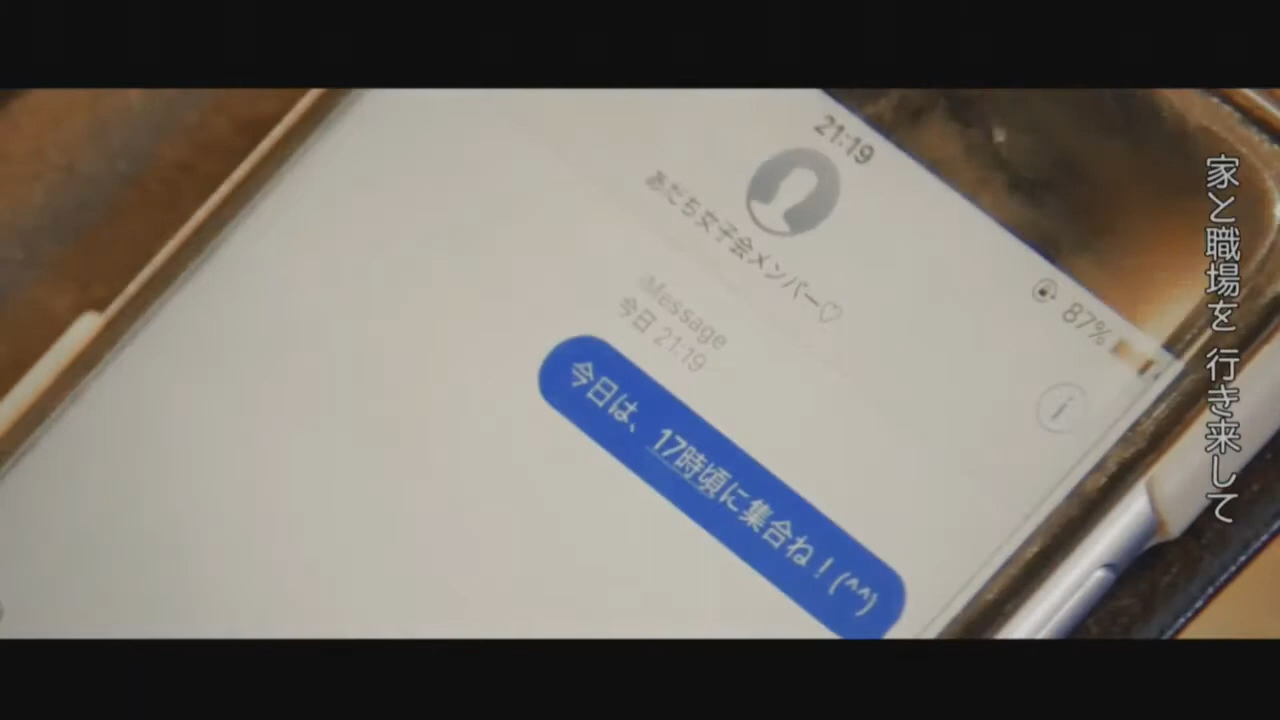 21:19
87%
あだち女子会メンバー♡
iMessage
今日 21:19
今日は、17時頃に集合ね！(^^)
i
家と職場を 行き来して